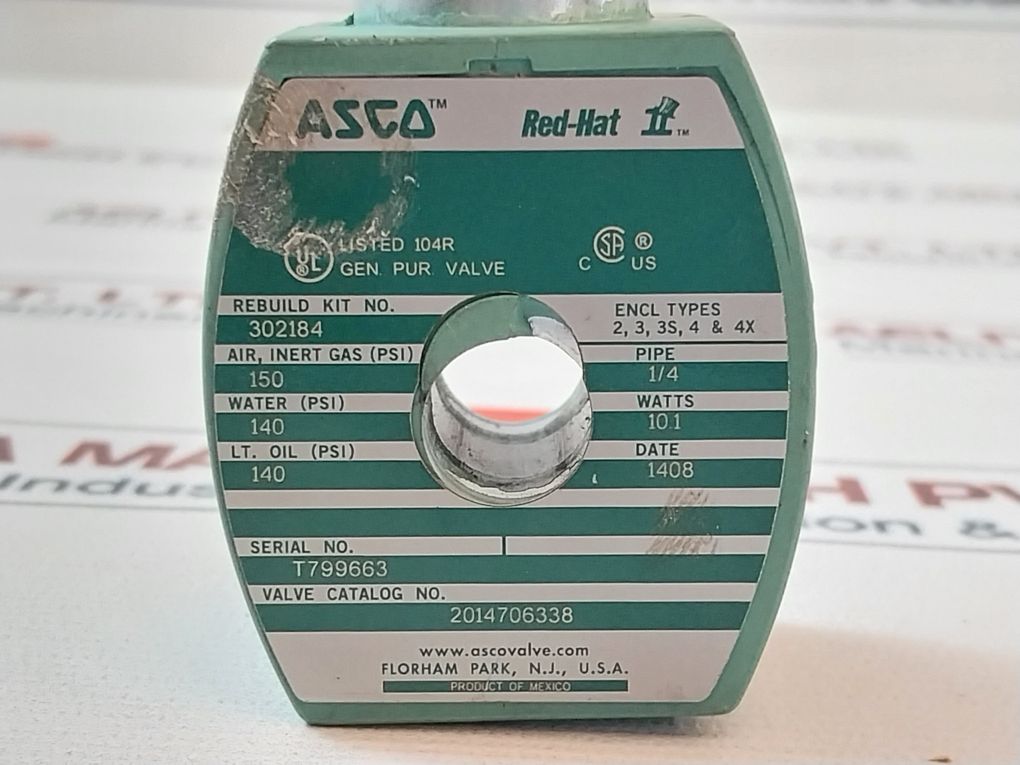 ASCO™ Red-Hat II™
UL® LISTED 104R
GEN. PUR. VALVE
C SA® US
REBUILD KIT NO.
302184
ENCL TYPES
2, 3, 3S, 4 & 4X
AIR, INERT GAS (PSI)
150
PIPE
1/4
WATER (PSI)
140
WATTS
10.1
LT. OIL (PSI)
140
DATE
1408
SERIAL NO.
T799663
VALVE CATALOG NO.
2014706338
www.ascovalve.com
FLORHAM PARK, N.J., U.S.A.
PRODUCT OF MEXICO